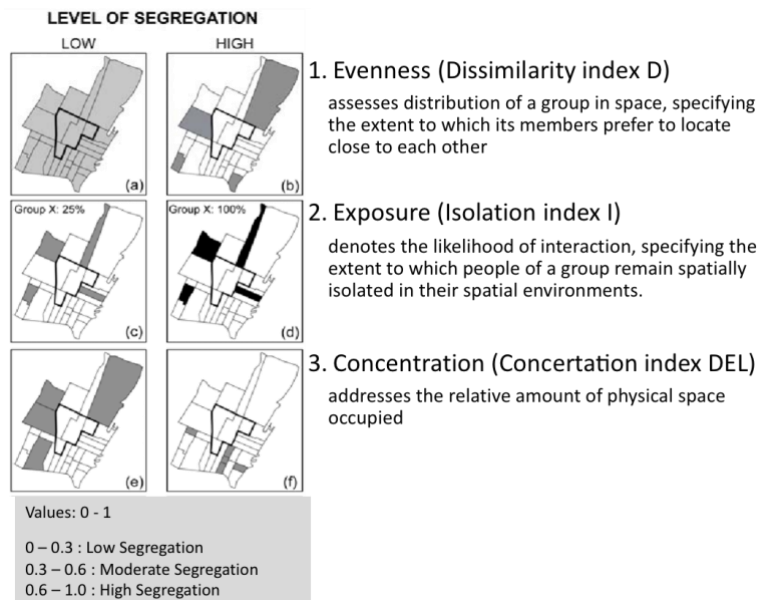 LEVEL OF SEGREGATION
LOW
HIGH
(a)
(b)
1. Evenness (Dissimilarity index D)
assesses distribution of a group in space, specifying
the extent to which its members prefer to locate
close to each other
Group X: 25%
Group X: 100%
(c)
(d)
2. Exposure (Isolation index I)
denotes the likelihood of interaction, specifying the
extent to which people of a group remain spatially
isolated in their spatial environments.
(e)
(f)
3. Concentration (Concertation index DEL)
addresses the relative amount of physical space
occupied
Values: 0 - 1
0 – 0.3 : Low Segregation
0.3 – 0.6 : Moderate Segregation
0.6 – 1.0 : High Segregation